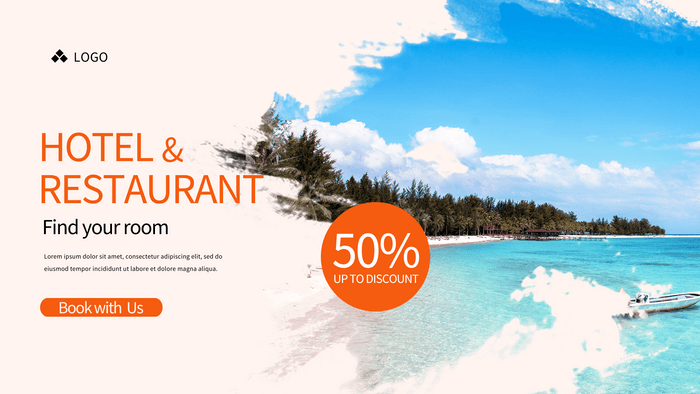 LOGO
HOTEL &
RESTAURANT
Find your room
Lorem ipsum dolor sit amet, consectetur adipiscing elit, sed do
eiusmod tempor incididunt ut labore et dolore magna aliqua.
Book with Us
50%
UP TO DISCOUNT